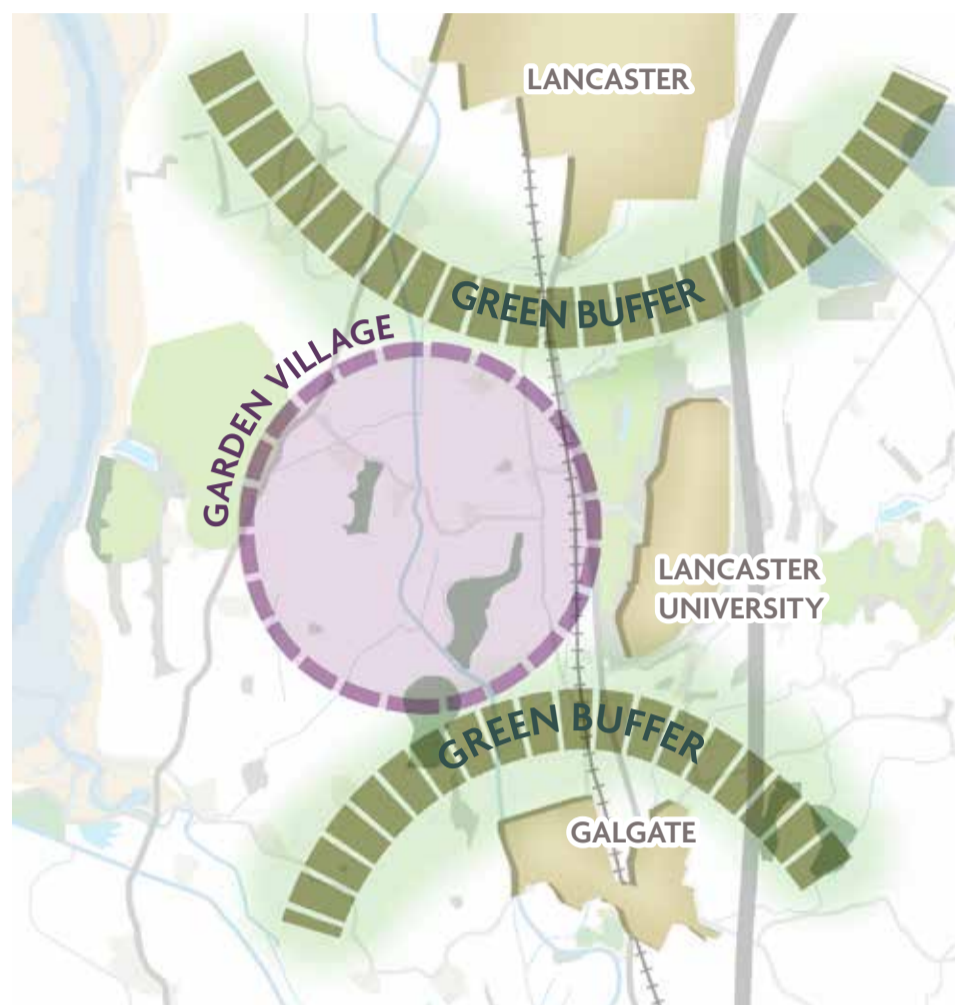 LANCASTER
GREEN BUFFER
GARDEN VILLAGE
LANCASTER
UNIVERSITY
GREEN BUFFER
GALGATE